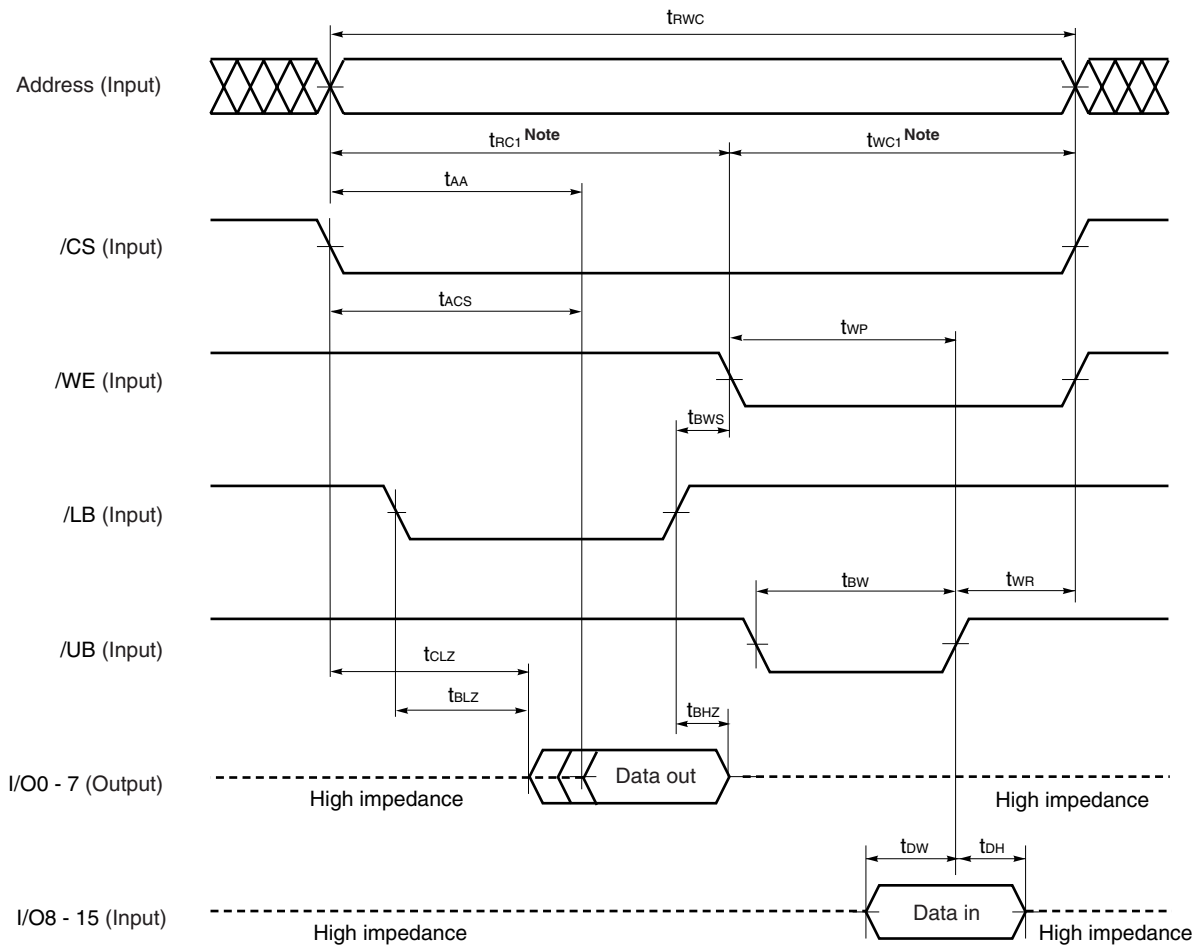 tRWC
Address (Input)
tRC1 Note
tWC1 Note
tAA
/CS (Input)
tACS
tWP
/WE (Input)
tBWS
/LB (Input)
tBW
tWR
/UB (Input)
tCLZ
tBLZ
tBHZ
I/O0 - 7 (Output)
Data out
High impedance
High impedance
tDW
tDH
I/O8 - 15 (Input)
Data in
High impedance
High impedance